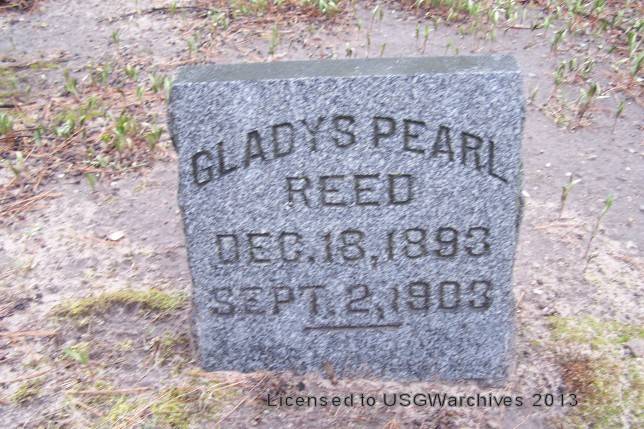 GLADYS PEARL
REED
DEC. 18, 1893
SEPT. 2, 1903
Licensed to USGWarchives 2013